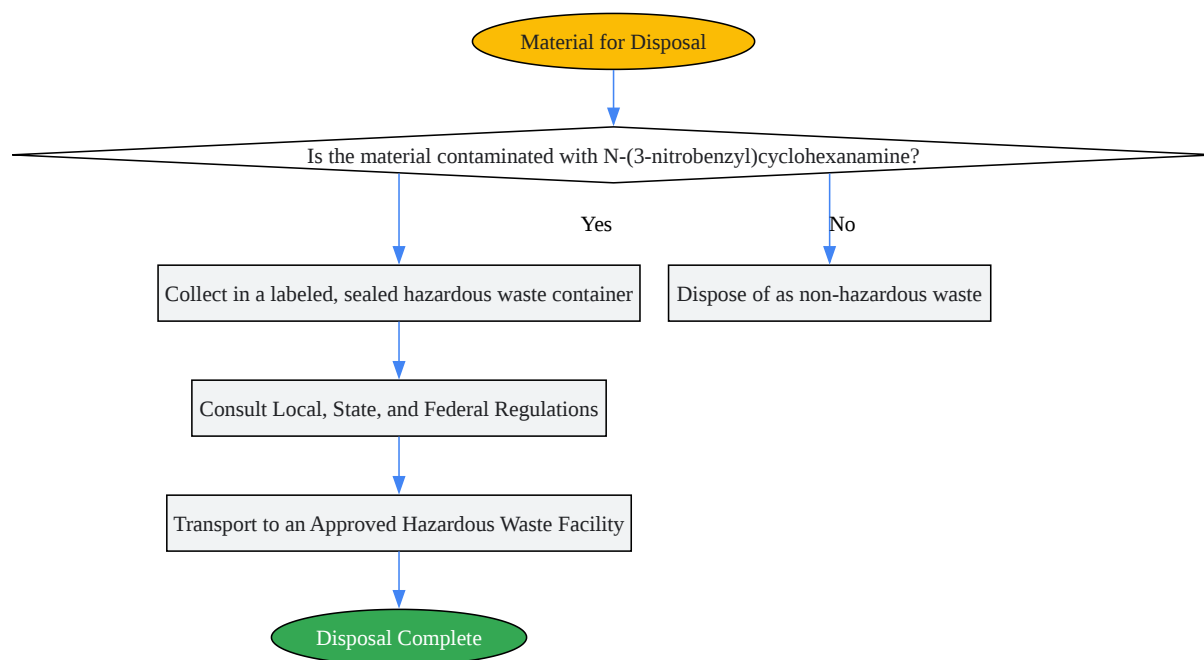 Material for Disposal
Is the material contaminated with N-(3-nitrobenzyl)cyclohexanamine?
Yes
No
Collect in a labeled, sealed hazardous waste container
Dispose of as non-hazardous waste
Consult Local, State, and Federal Regulations
Transport to an Approved Hazardous Waste Facility
Disposal Complete